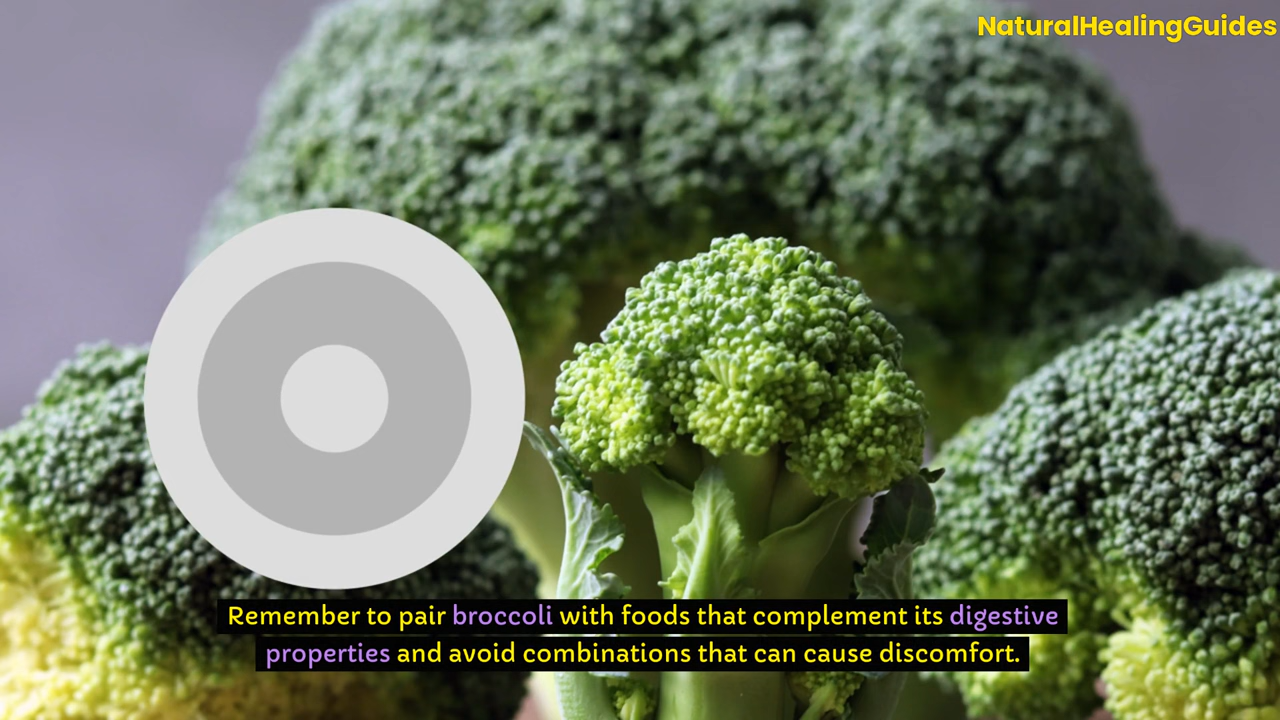 NaturalHealingGuides
Remember to pair broccoli with foods that complement its digestive
properties and avoid combinations that can cause discomfort.